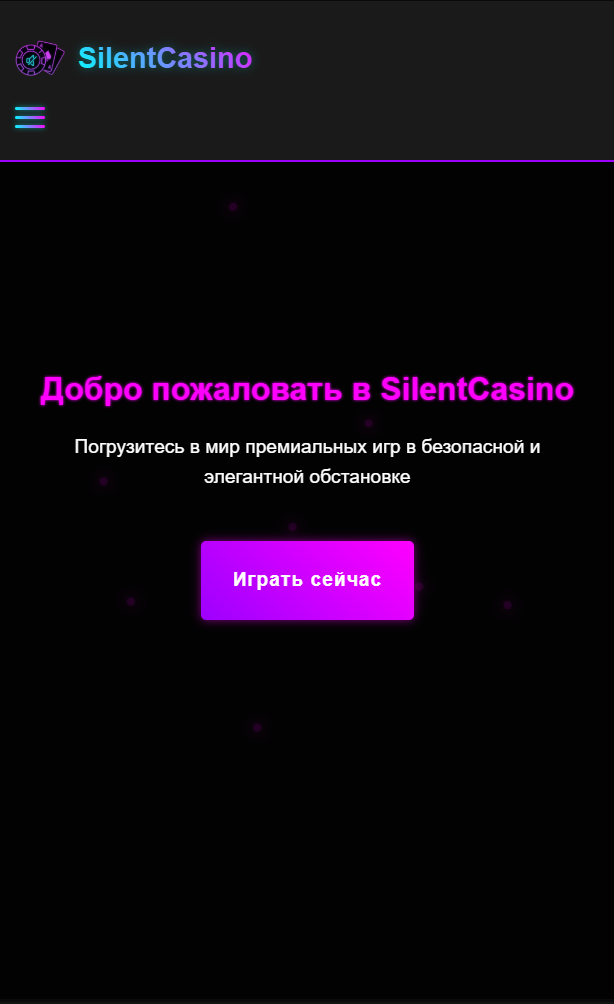 SilentCasino
Добро пожаловать в SilentCasino
Погрузитесь в мир премиальных игр в безопасной и
элегантной обстановке
Играть сейчас